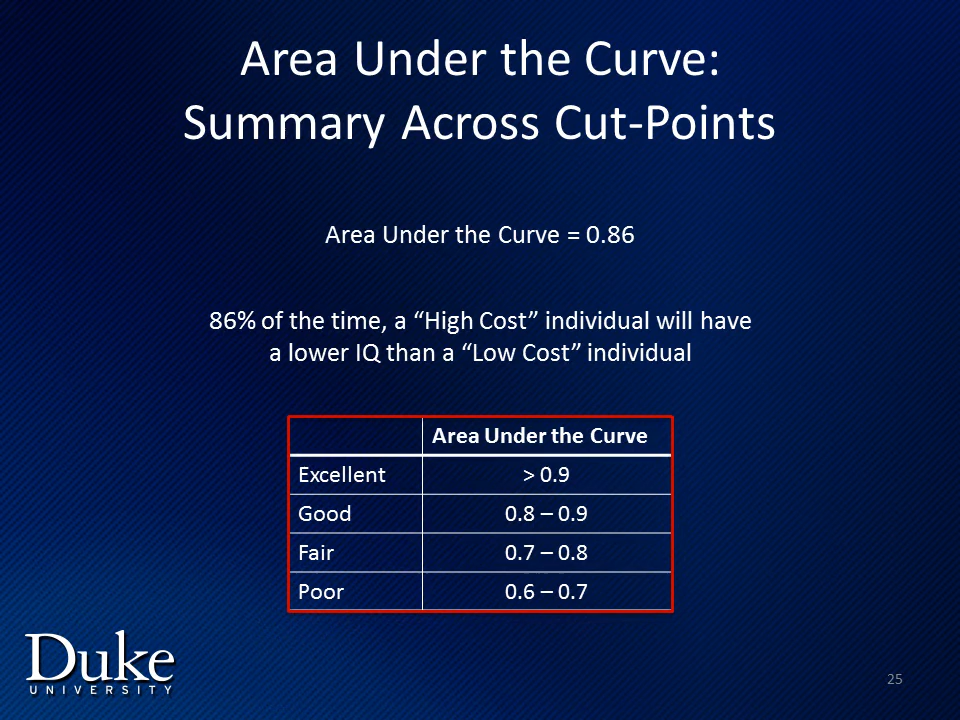 Area Under the Curve:
Summary Across Cut-Points
Area Under the Curve = 0.86
86% of the time, a “High Cost” individual will have
a lower IQ than a “Low Cost” individual
Area Under the Curve
Excellent > 0.9
Good 0.8 – 0.9
Fair 0.7 – 0.8
Poor 0.6 – 0.7
Duke
UNIVERSITY
25